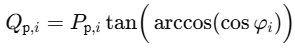 Q_{p,i} = P_{p,i} tan( arccos(cos φ_i) )